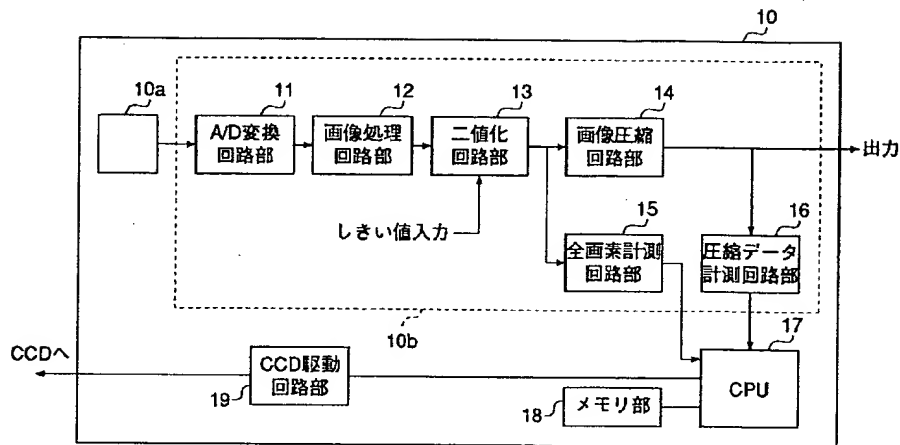 10
10a
11
A/D変換
回路部
12
画像処理
回路部
13
二値化
回路部
14
画像圧縮
回路部
出力
しきい値入力
15
全画素計測
回路部
16
圧縮データ
計測回路部
10b
17
CPU
CCDへ
CCD駆動
回路部
19
18
メモリ部